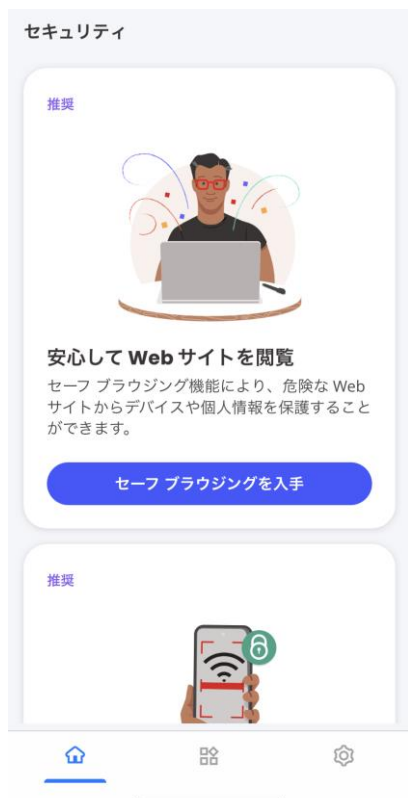 セキュリティ
推奨
安心して Web サイトを閲覧
セーフ ブラウジング機能により、危険な Web
サイトからデバイスや個人情報を保護すること
ができます。
セーフ ブラウジングを入手
推奨